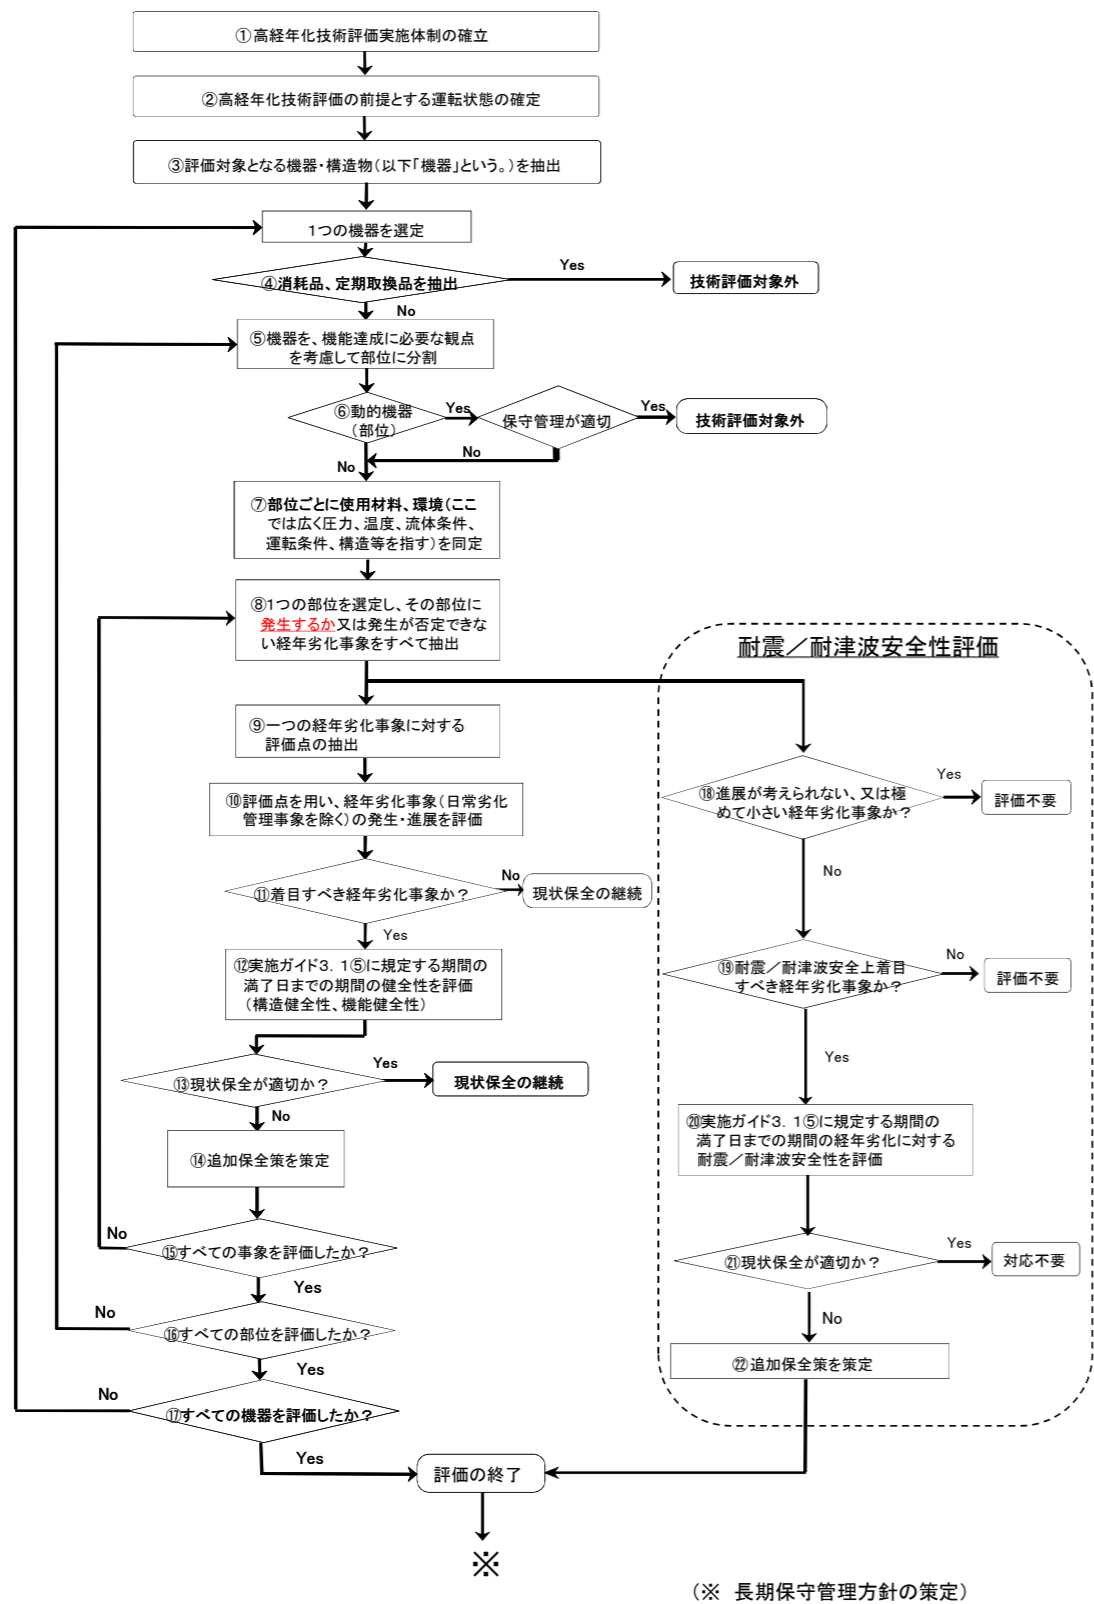 ①高経年化技術評価実施体制の確立
②高経年化技術評価の前提とする運転状態の確定
③評価対象となる機器・構造物(以下「機器」という。)を抽出
1つの機器を選定
④消耗品、定期取換品を抽出
Yes
技術評価対象外
No
⑤機器を、機能達成に必要な観点
を考慮して部位に分割
⑥動的機器
(部位)
Yes
保守管理が適切
Yes
技術評価対象外
No
No
⑦部位ごとに使用材料、環境(ここ
では広く圧力、温度、流体条件、
運転条件、構造等を指す)を同定
⑧1つの部位を選定し、その部位に
発生するか又は発生が否定できな
い経年劣化事象をすべて抽出
⑨一つの経年劣化事象に対する
評価点の抽出
⑩評価点を用い、経年劣化事象(日常劣化
管理事象を除く)の発生・進展を評価
⑪着目すべき経年劣化事象か?
No
現状保全の継続
Yes
⑫実施ガイド3.1⑤に規定する期間の
満了日までの期間の健全性を評価
(構造健全性、機能健全性)
⑬現状保全が適切か?
Yes
現状保全の継続
No
⑭追加保全策を策定
No
⑮すべての事象を評価したか?
Yes
No
⑯すべての部位を評価したか?
Yes
No
⑰すべての機器を評価したか?
Yes
耐震/耐津波安全性評価
⑱進展が考えられない、又は極
めて小さい経年劣化事象か?
Yes
評価不要
No
⑲耐震/耐津波安全上着目
すべき経年劣化事象か?
No
評価不要
Yes
⑳実施ガイド3.1⑤に規定する期間の
満了日までの期間の経年劣化に対する
耐震/耐津波安全性を評価
㉑現状保全が適切か?
Yes
対応不要
No
㉒追加保全策を策定
評価の終了
※
(※ 長期保守管理方針の策定)